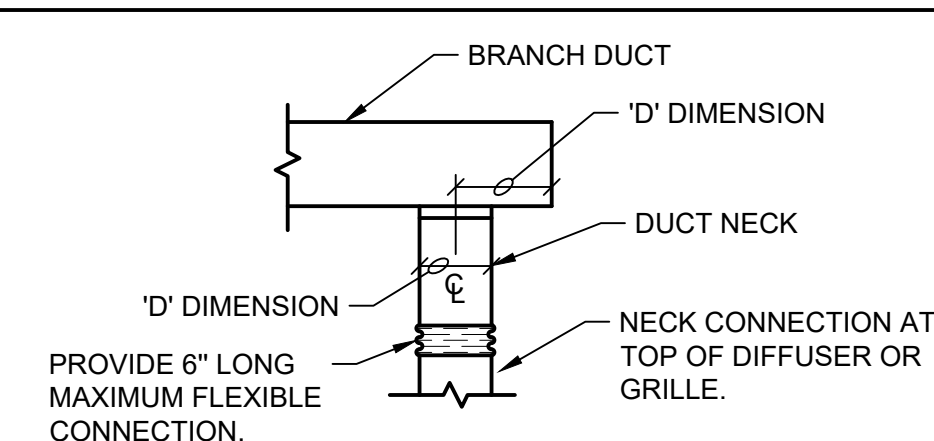 BRANCH DUCT
'D' DIMENSION
DUCT NECK
℄
'D' DIMENSION
NECK CONNECTION AT
TOP OF DIFFUSER OR
GRILLE.
PROVIDE 6" LONG
MAXIMUM FLEXIBLE
CONNECTION.